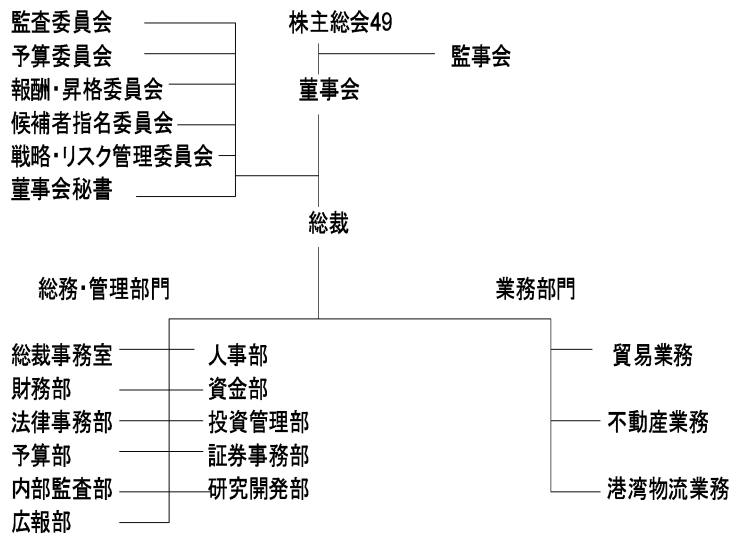 監査委員会
予算委員会
報酬・昇格委員会
候補者指名委員会
戦略・リスク管理委員会
董事会秘書
株主総会49
監事会
董事会
総裁
総務・管理部門
業務部門
総裁事務室
財務部
法律事務部
予算部
内部監査部
広報部
人事部
資金部
投資管理部
証券事務部
研究開発部
貿易業務
不動産業務
港湾物流業務